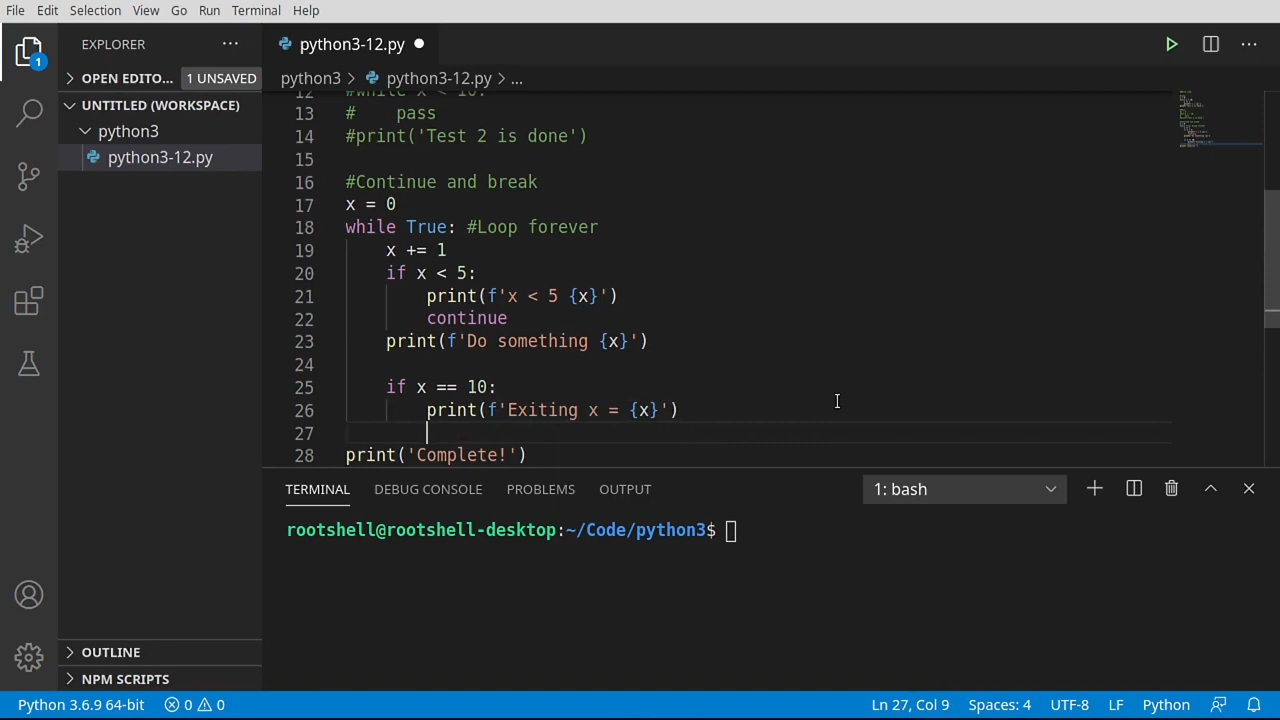 File Edit Selection View Go Run Terminal Help
EXPLORER
python3-12.py
1
OPEN EDITO... 1 UNSAVED
python3 > python3-12.py > ...
UNTITLED (WORKSPACE)
python3
python3-12.py
12 #while x < 10:
13 #    pass
14 #print('Test 2 is done')
15
16 #Continue and break
17 x = 0
18 while True: #Loop forever
19     x += 1
20     if x < 5:
21         print(f'x < 5 {x}')
22         continue
23     print(f'Do something {x}')
24
25     if x == 10:
26         print(f'Exiting x = {x}')
27
28 print('Complete!')
TERMINAL DEBUG CONSOLE PROBLEMS OUTPUT 1: bash
rootshell@rootshell-desktop:~/Code/python3$
OUTLINE
NPM SCRIPTS
Python 3.6.9 64-bit 0 0 Ln 27, Col 9 Spaces: 4 UTF-8 LF Python